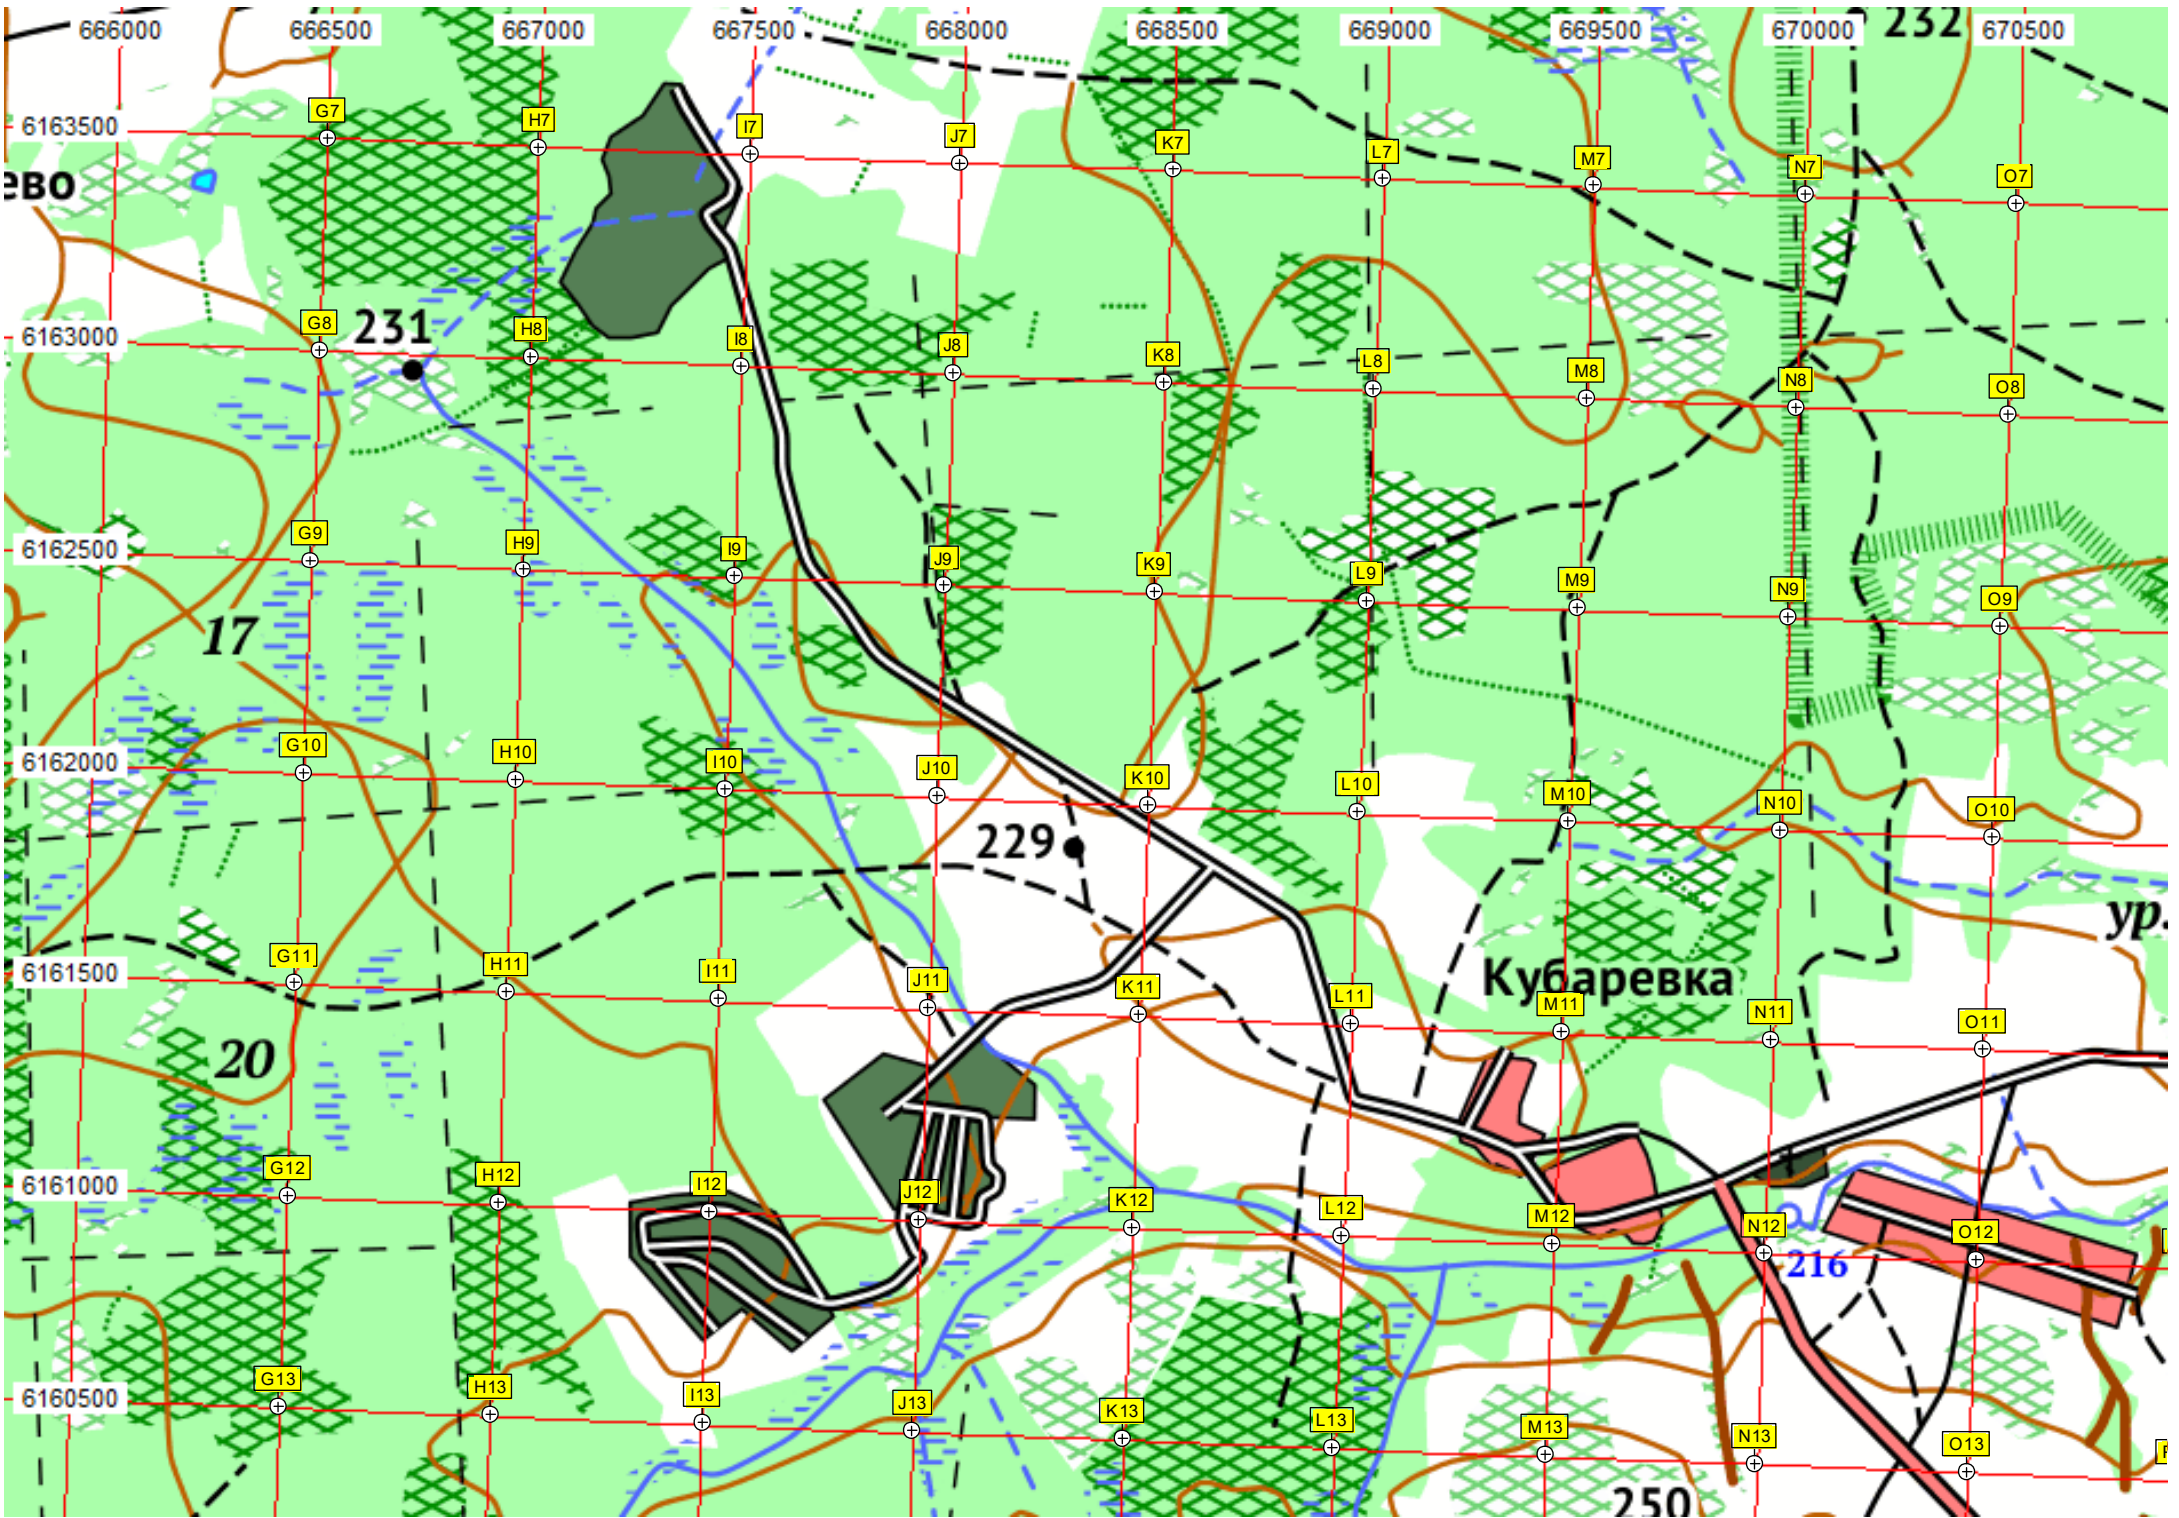 232
666000 666500 667000 667500 668000 668500 669000 669500 670000 670500
G7 H7 I7 J7 K7 L7 M7 N7 O7
6163500
ево
231
G8 H8 I8 J8 K8 L8 M8 N8 O8
6163000
G9 H9 I9 J9 K9 L9 M9 N9 O9
6162500
17
G10 H10 I10 J10 K10 L10 M10 N10 O10
6162000
229
ур.
G11 H11 I11 J11 K11 L11 M11 N11 O11
6161500
Кубаревка
20
G12 H12 I12 J12 K12 L12 M12 N12 O12
6161000
216
G13 H13 I13 J13 K13 L13 M13 N13 O13
6160500
250